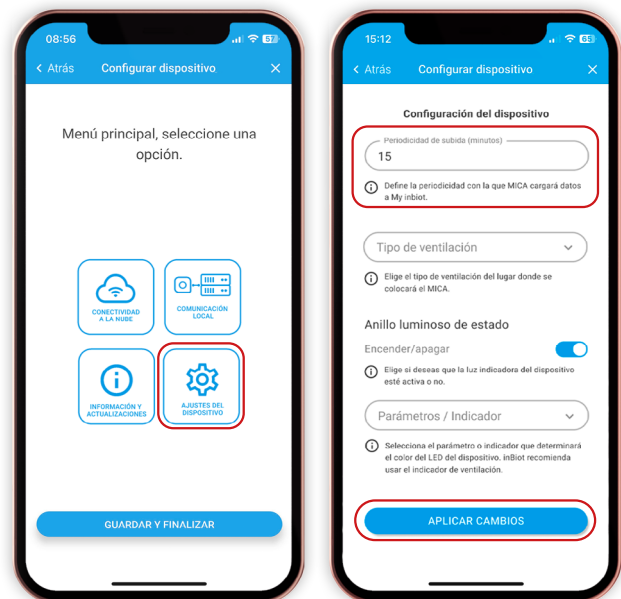 08:56
57
Atrás
Configurar dispositivo
Menú principal, seleccione una
opción.
CONECTIVIDAD
A LA NUBE
COMUNICACIÓN
LOCAL
INFORMACIÓN Y
ACTUALIZACIONES
AJUSTES DEL
DISPOSITIVO
GUARDAR Y FINALIZAR
15:12
Atrás
Configurar dispositivo
Configuración del dispositivo
Periodicidad de subida (minutos)
15
Define la periodicidad con la que MICA cargará datos
a My inbiot.
Tipo de ventilación
Elige el tipo de ventilación del lugar donde se
colocará el MICA.
Anillo luminoso de estado
Encender/apagar
Elige si deseas que la luz indicadora del dispositivo
esté activa o no.
Parámetros / Indicador
Selecciona el parámetro o indicador que determinará
el color del LED del dispositivo. inBiot recomienda
usar el indicador de ventilación.
APLICAR CAMBIOS